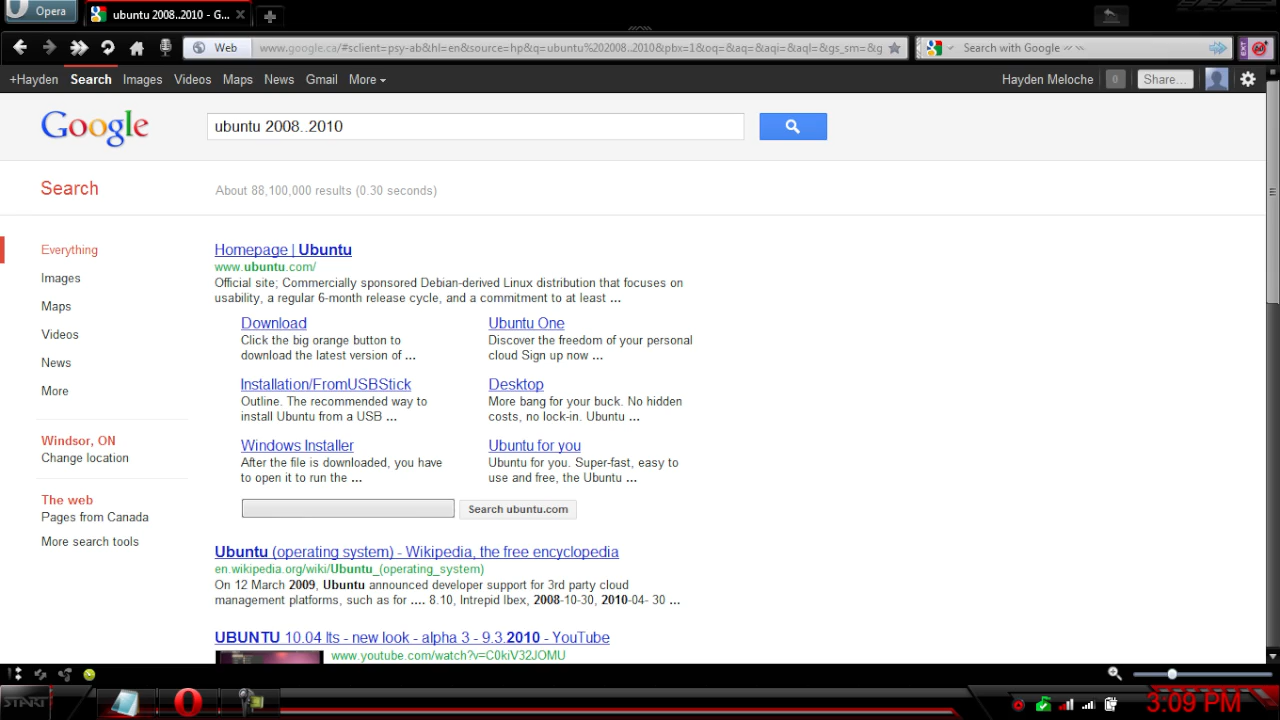 Opera
ubuntu 2008..2010 - G...
Web
www.google.ca/#sclient=psy-ab&hl=en&source=hp&q=ubuntu%202008..2010&pbx=1&oq=&aq=&aqi=&aql=&gs_sm=&g
Search with Google
EXT
+Hayden Search Images Videos Maps News Gmail More
Hayden Meloche 0 Share...
Google
ubuntu 2008..2010
Search
About 88,100,000 results (0.30 seconds)
Everything
Images
Maps
Videos
News
More
Windsor, ON
Change location
The web
Pages from Canada
More search tools
Homepage | Ubuntu
www.ubuntu.com/
Official site; Commercially sponsored Debian-derived Linux distribution that focuses on
usability, a regular 6-month release cycle, and a commitment to at least ...
Download
Click the big orange button to
download the latest version of ...
Ubuntu One
Discover the freedom of your personal
cloud Sign up now ...
Installation/FromUSBStick
Outline. The recommended way to
install Ubuntu from a USB ...
Desktop
More bang for your buck. No hidden
costs, no lock-in. Ubuntu ...
Windows Installer
After the file is downloaded, you have
to open it to run the ...
Ubuntu for you
Ubuntu for you. Super-fast, easy to
use and free, the Ubuntu ...
Search ubuntu.com
Ubuntu (operating system) - Wikipedia, the free encyclopedia
en.wikipedia.org/wiki/Ubuntu_(operating_system)
On 12 March 2009, Ubuntu announced developer support for 3rd party cloud
management platforms, such as for .... 8.10, Intrepid Ibex, 2008-10-30, 2010-04- 30 ...
UBUNTU 10.04 lts - new look - alpha 3 - 9.3.2010 - YouTube
www.youtube.com/watch?v=C0kiV32JOMU
START
3:09 PM